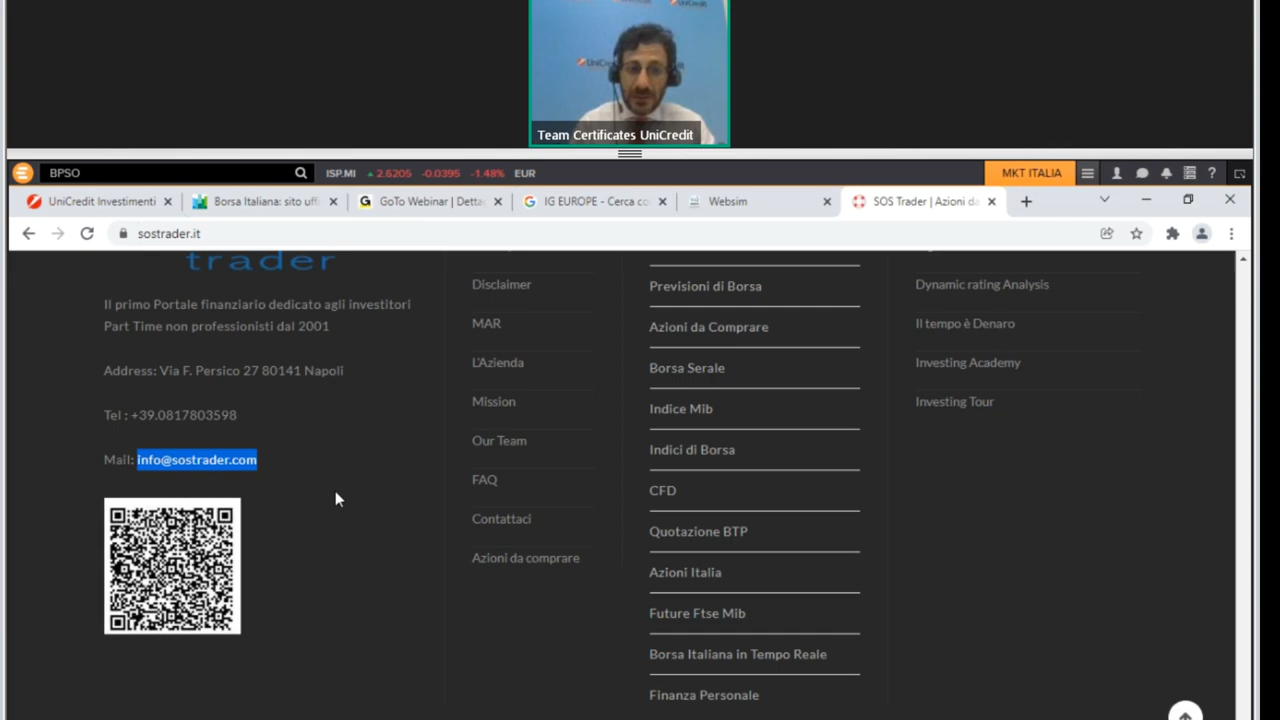 UniCredit
Team Certificates UniCredit
BPSO
ISP.MI 2.6205 -0.0395 -1.48% EUR
MKT ITALIA
UniCredit Investimenti
Borsa Italiana: sito uffi
GoTo Webinar | Detta
IG EUROPE - Cerca co
Websim
SOS Trader | Azioni da
sostrader.it
trader
Il primo Portale finanziario dedicato agli investitori
Part Time non professionisti dal 2001
Address: Via F. Persico 27 80141 Napoli
Tel : +39.0817803598
Mail: info@sostrader.com
Disclaimer
MAR
L'Azienda
Mission
Our Team
FAQ
Contattaci
Azioni da comprare
Previsioni di Borsa
Azioni da Comprare
Borsa Serale
Indice Mib
Indici di Borsa
CFD
Quotazione BTP
Azioni Italia
Future Ftse Mib
Borsa Italiana in Tempo Reale
Finanza Personale
Dynamic rating Analysis
Il tempo è Denaro
Investing Academy
Investing Tour